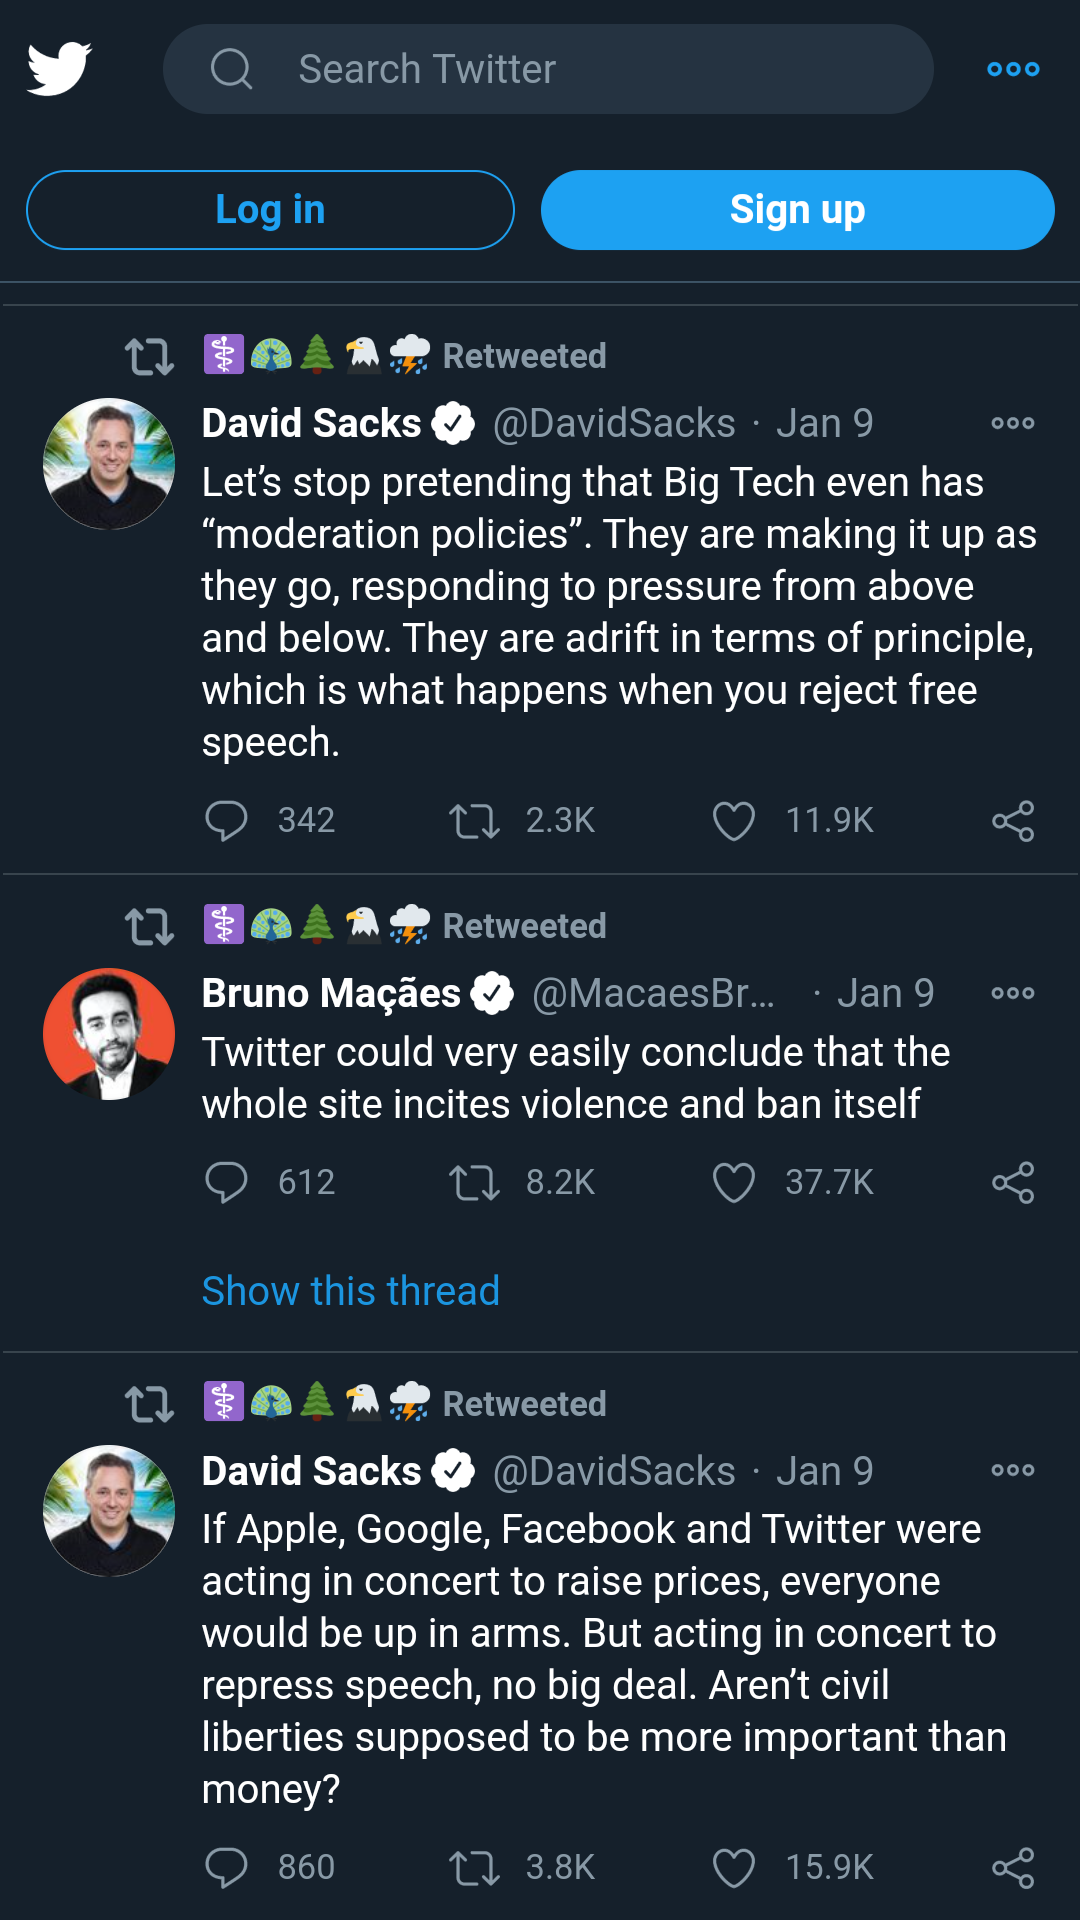 Search Twitter
Log in
Sign up
⚕️🦚🌲🦅⛈️ Retweeted
David Sacks @DavidSacks · Jan 9
Let’s stop pretending that Big Tech even has
“moderation policies”. They are making it up as
they go, responding to pressure from above
and below. They are adrift in terms of principle,
which is what happens when you reject free
speech.
342 2.3K 11.9K
⚕️🦚🌲🦅⛈️ Retweeted
Bruno Maçães @MacaesBr... · Jan 9
Twitter could very easily conclude that the
whole site incites violence and ban itself
612 8.2K 37.7K
Show this thread
⚕️🦚🌲🦅⛈️ Retweeted
David Sacks @DavidSacks · Jan 9
If Apple, Google, Facebook and Twitter were
acting in concert to raise prices, everyone
would be up in arms. But acting in concert to
repress speech, no big deal. Aren’t civil
liberties supposed to be more important than
money?
860 3.8K 15.9K